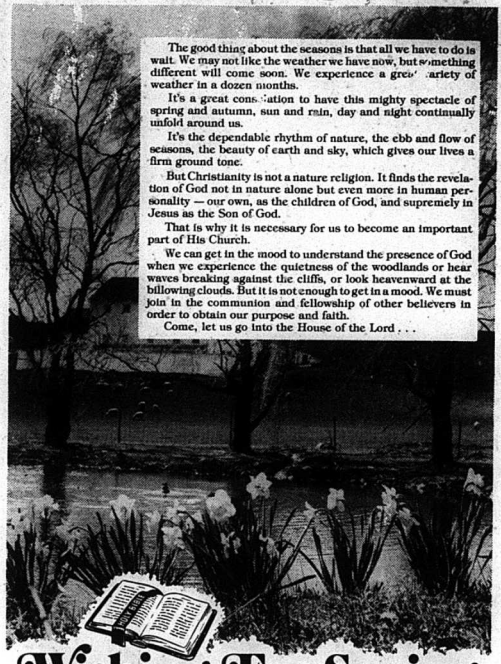 The good thing about the seasons is that all we have to do is
wait. We may not like the weather we have now, but something
different will come soon. We experience a great variety of
weather in a dozen months.
It's a great consolation to have this mighty spectacle of
spring and autumn, sun and rain, day and night continually
unfold around us.
It's the dependable rhythm of nature, the ebb and flow of
seasons, the beauty of earth and sky, which gives our lives a
firm ground tone.
But Christianity is not a nature religion. It finds the revela-
tion of God not in nature alone but even more in human per-
sonality — our own, as the children of God, and supremely in
Jesus as the Son of God.
That is why it is necessary for us to become an important
part of His Church.
We can get in the mood to understand the presence of God
when we experience the quietness of the woodlands or hear
waves breaking against the cliffs, or look heavenward at the
billowing clouds. But it is not enough to get in a mood. We must
join in the communion and fellowship of other believers in
order to obtain our purpose and faith.
Come, let us go into the House of the Lord . . .
HOLY BIBLE